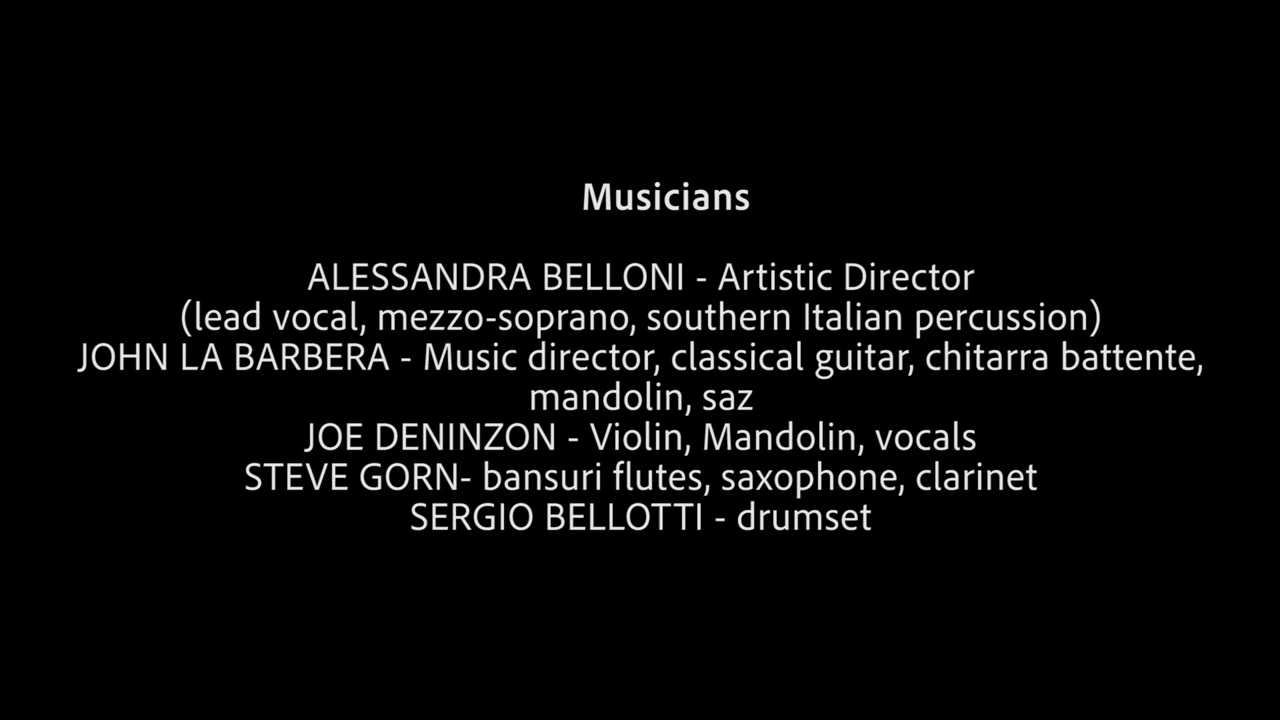 Musicians
ALESSANDRA BELLONI - Artistic Director
(lead vocal, mezzo-soprano, southern Italian percussion)
JOHN LA BARBERA - Music director, classical guitar, chitarra battente,
mandolin, saz
JOE DENINZON - Violin, Mandolin, vocals
STEVE GORN- bansuri flutes, saxophone, clarinet
SERGIO BELLOTTI - drumset